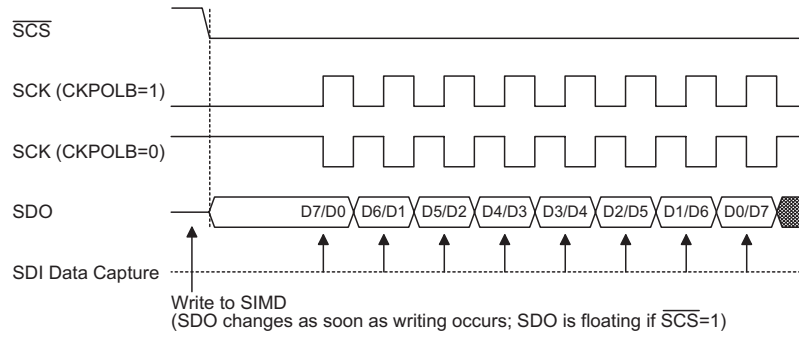 SCS
SCK (CKPOLB=1)
SCK (CKPOLB=0)
SDO
D7/D0 D6/D1 D5/D2 D4/D3 D3/D4 D2/D5 D1/D6 D0/D7
SDI Data Capture
Write to SIMD
(SDO changes as soon as writing occurs; SDO is floating if SCS=1)